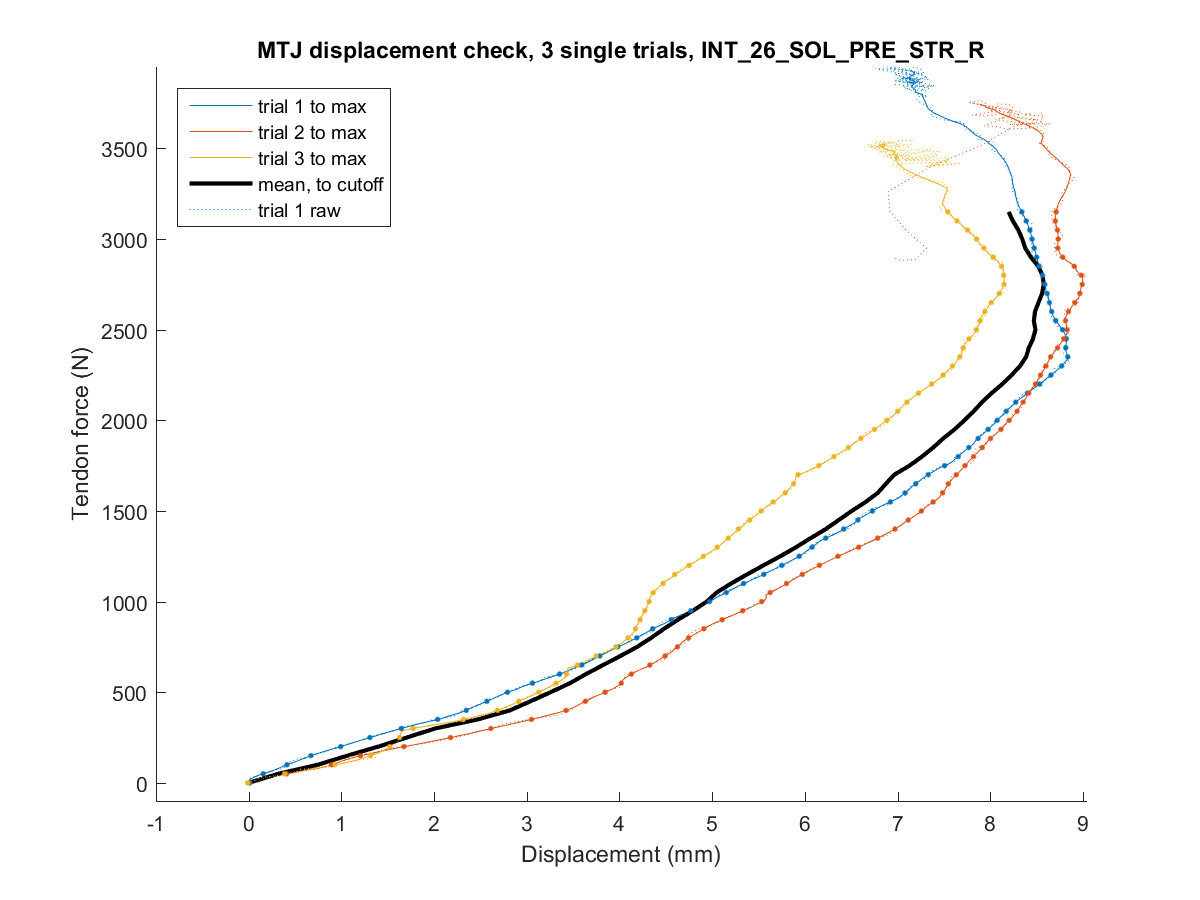 MTJ displacement check, 3 single trials, INT_26_SOL_PRE_STR_R
trial 1 to max
trial 2 to max
trial 3 to max
mean, to cutoff
trial 1 raw
3500
3000
2500
2000
1500
1000
500
0
Tendon force (N)
-1 0 1 2 3 4 5 6 7 8 9
Displacement (mm)